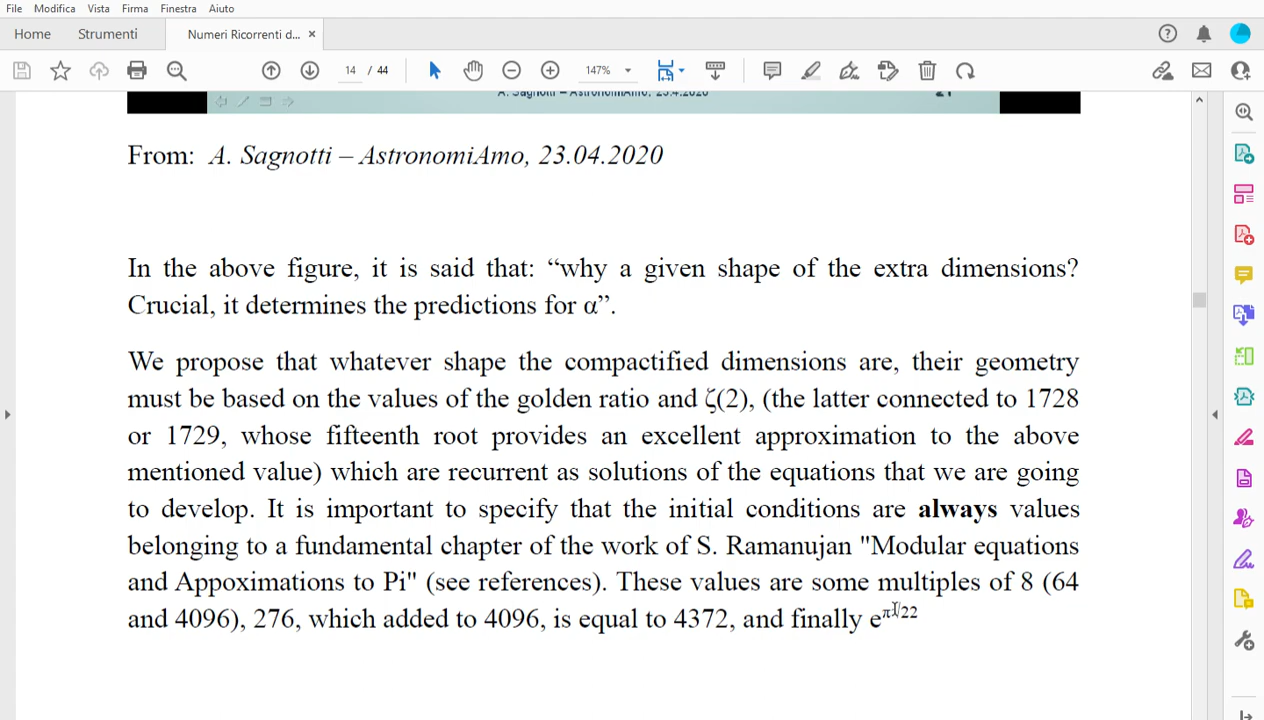 File Modifica Vista Firma Finestra Aiuto
Home Strumenti Numeri Ricorrenti d... ×
14 / 44 147%
A. Sagnotti – AstronomiAmo, 23.4.2020 21
From: A. Sagnotti – AstronomiAmo, 23.04.2020
In the above figure, it is said that: “why a given shape of the extra dimensions?
Crucial, it determines the predictions for α”.
We propose that whatever shape the compactified dimensions are, their geometry
must be based on the values of the golden ratio and ζ(2), (the latter connected to 1728
or 1729, whose fifteenth root provides an excellent approximation to the above
mentioned value) which are recurrent as solutions of the equations that we are going
to develop. It is important to specify that the initial conditions are always values
belonging to a fundamental chapter of the work of S. Ramanujan "Modular equations
and Appoximations to Pi" (see references). These values are some multiples of 8 (64
and 4096), 276, which added to 4096, is equal to 4372, and finally e^π√22